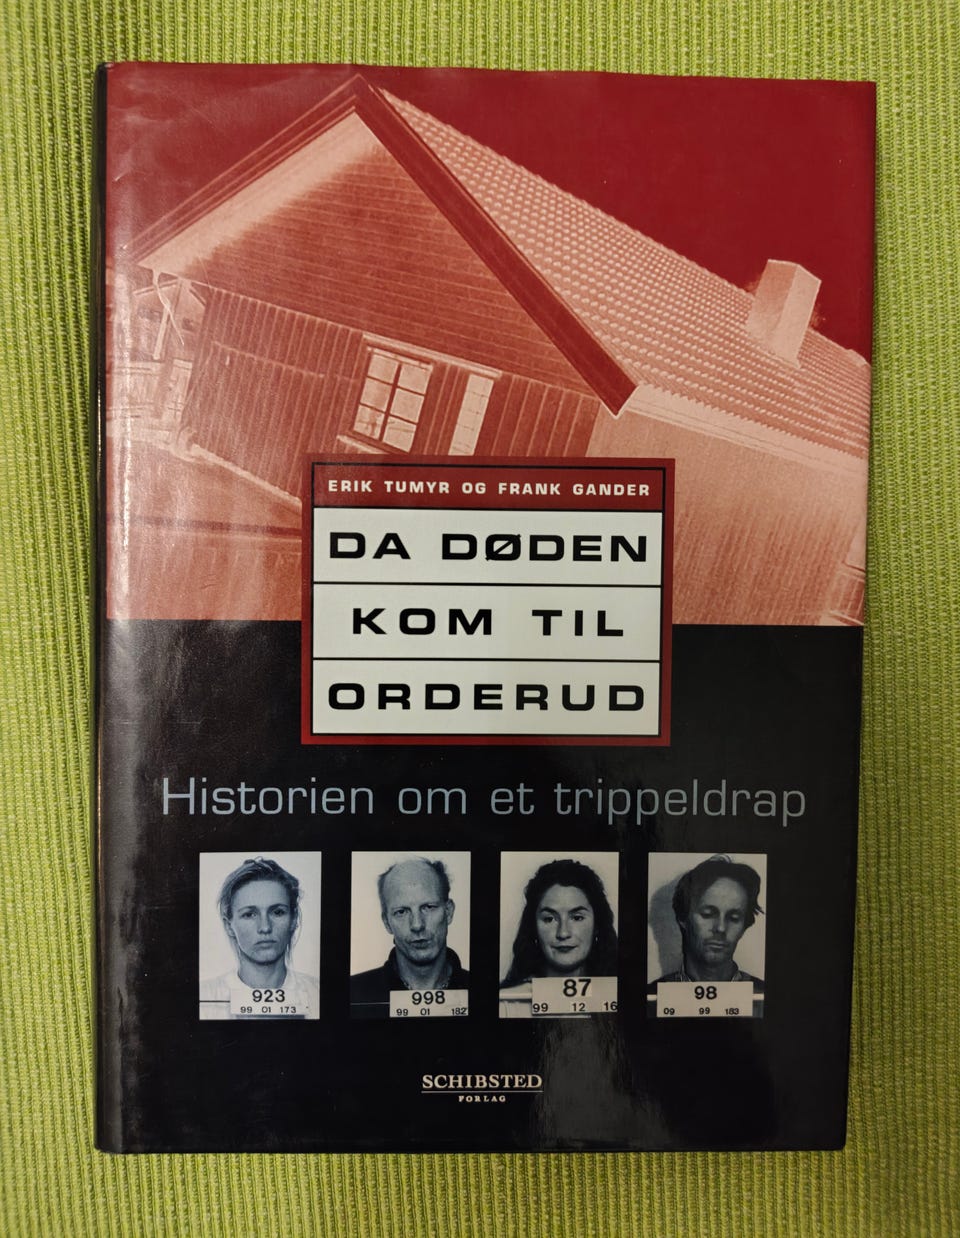 ERIK TUMYR OG FRANK GANDER
DA DØDEN
KOM TIL
ORDERUD
Historien om et trippeldrap
923
99 01 173
998
99 01 182
87
99 12 16
98
09 99 183
SCHIBSTED
FORLAG